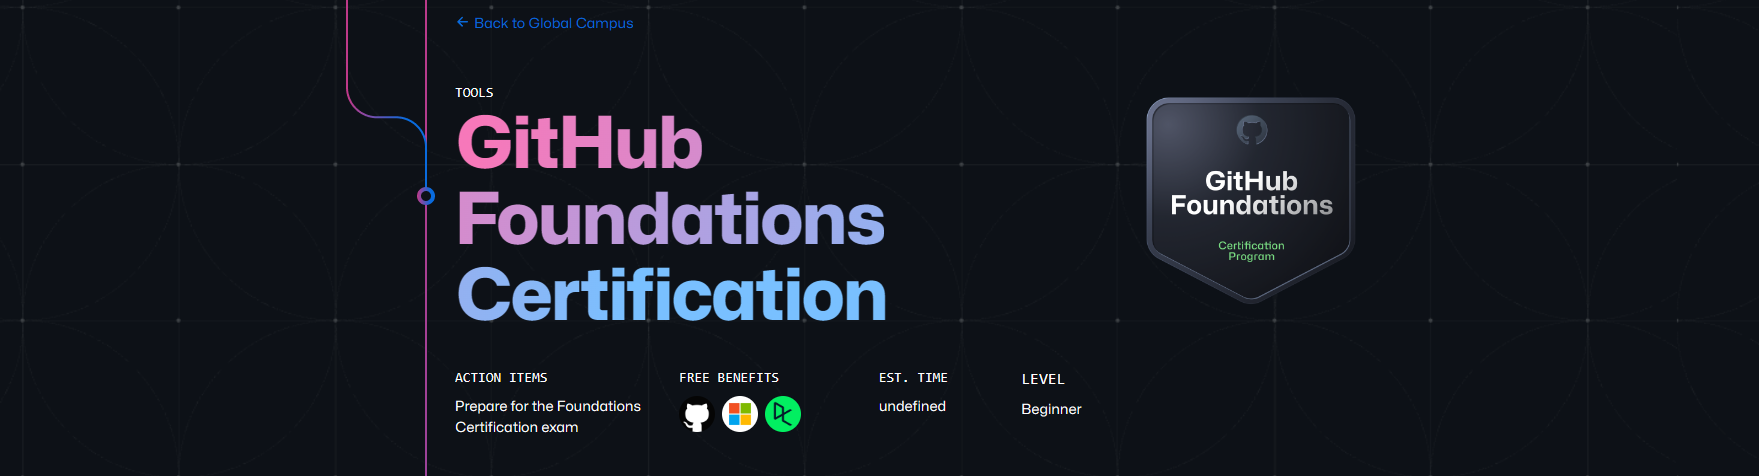 ← Back to Global Campus
TOOLS
GitHub
Foundations
Certification
GitHub
Foundations
Certification
Program
ACTION ITEMS
Prepare for the Foundations
Certification exam
FREE BENEFITS
EST. TIME
undefined
LEVEL
Beginner